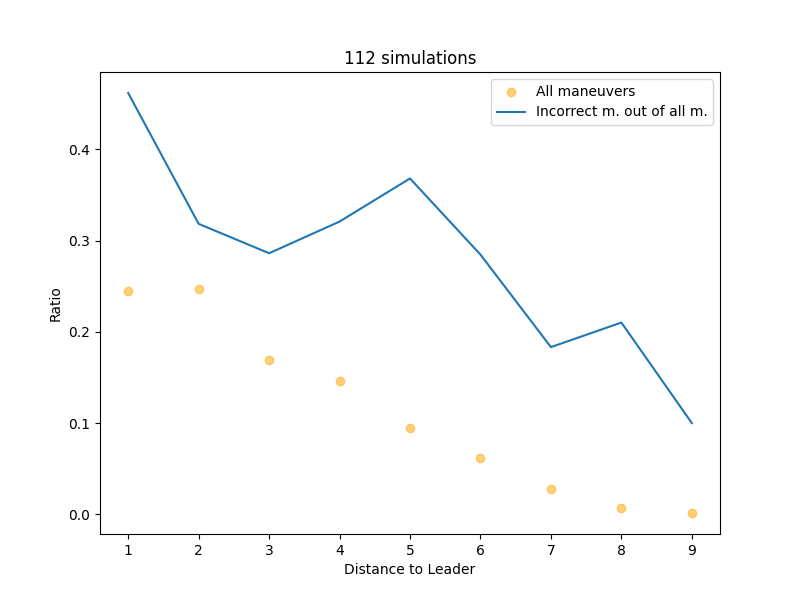 112 simulations
All maneuvers
Incorrect m. out of all m.
Ratio
0.4
0.3
0.2
0.1
0.0
1 2 3 4 5 6 7 8 9
Distance to Leader